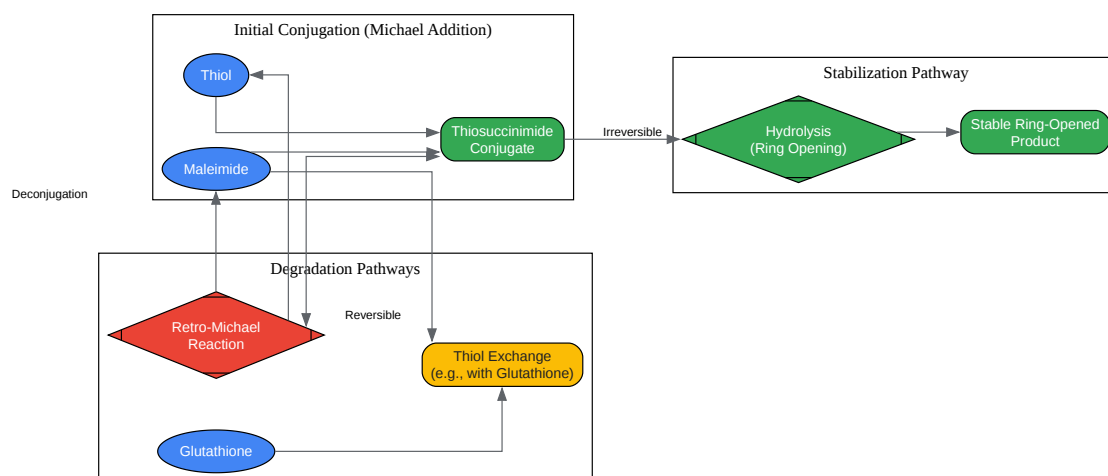 Initial Conjugation (Michael Addition)
Thiol
Maleimide
Thiosuccinimide
Conjugate
Irreversible
Stabilization Pathway
Hydrolysis
(Ring Opening)
Stable Ring-Opened
Product
Deconjugation
Degradation Pathways
Retro-Michael
Reaction
Reversible
Thiol Exchange
(e.g., with Glutathione)
Glutathione